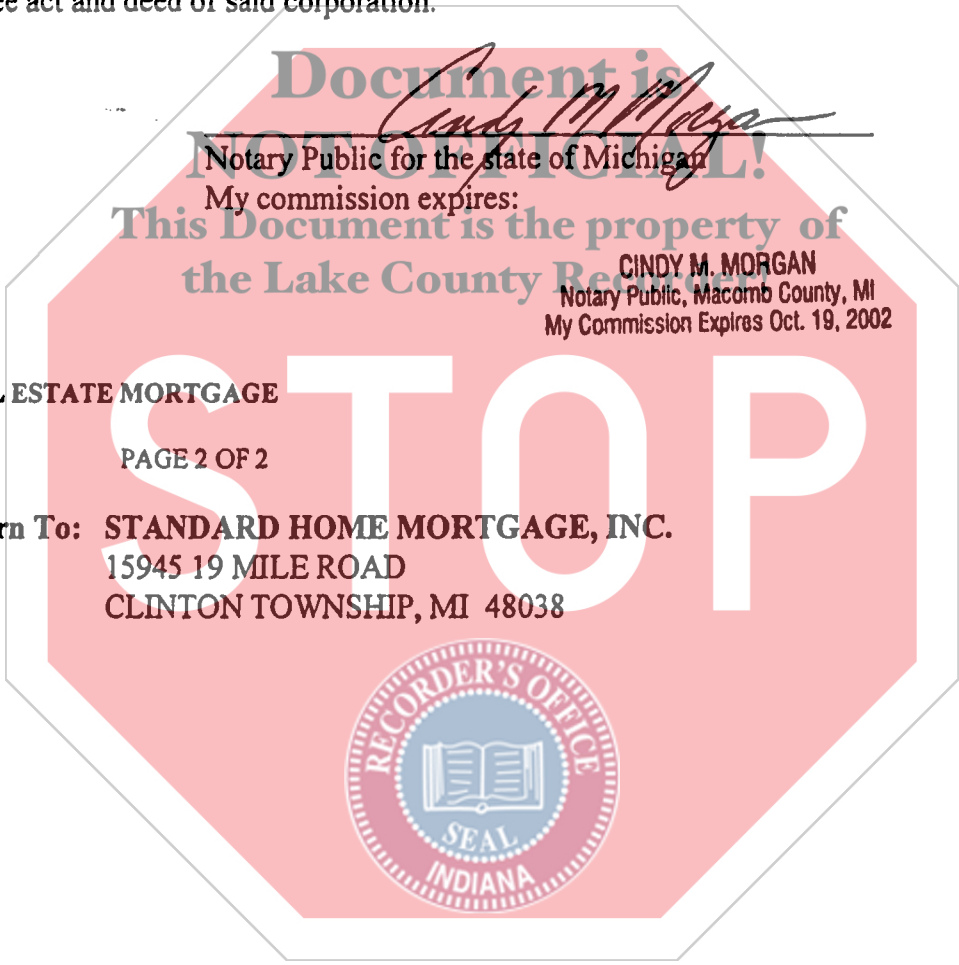 ee act and deed of said corporation.
Document is
Cindy M Morgan
NOT OFFICIAL!
Notary Public for the state of Michigan
My commission expires:
This Document is the property of
the Lake County Recorder!
CINDY M. MORGAN
Notary Public, Macomb County, MI
My Commission Expires Oct. 19, 2002
STOP
ESTATE MORTGAGE
PAGE 2 OF 2
rn To: STANDARD HOME MORTGAGE, INC.
15945 19 MILE ROAD
CLINTON TOWNSHIP, MI 48038
RECORDER'S OFFICE
SEAL
INDIANA